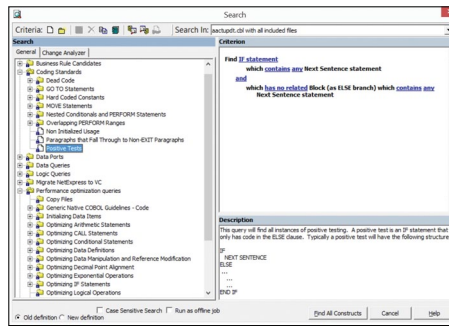 Search
Criteria:
Search In: aactupdt.cbl with all included files
Search
General Change Analyzer
Business Rule Candidates
Coding Standards
Dead Code
GO TO Statements
Hard Coded Constants
MOVE Statements
Nested Conditionals and PERFORM Statements
Overlapping PERFORM Ranges
Non Initialized Usage
Paragraphs that Fall Through to Non-EXIT Paragraphs
Positive Tests
Data Ports
Data Queries
Logic Queries
Migrate NetExpress to VC
Performance optimization queries
Copy Files
Generic Native COBOL Guidelines - Code
Initializing Data Items
Optimizing Arithmetic Statements
Optimizing CALL Statements
Optimizing Conditional Statements
Optimizing Data Definitions
Optimizing Data Manipulation and Reference Modification
Optimizing Decimal Point Alignment
Optimizing Exponential Operations
Optimizing IF Statements
Optimizing Logical Operations
Criterion
Find IF statement
which contains any Next Sentence statement
and
which has no related Block (as ELSE branch) which contains any
Next Sentence statement
Description
This query will find all instances of positive testing. A positive test is an IF statement that
only has code in the ELSE clause. Typically a positive test will have the following structure
IF
NEXT SENTENCE
ELSE
...
...
END IF
Case Sensitive Search Run as offline job
Old definition New definition
Find All Constructs Cancel Help